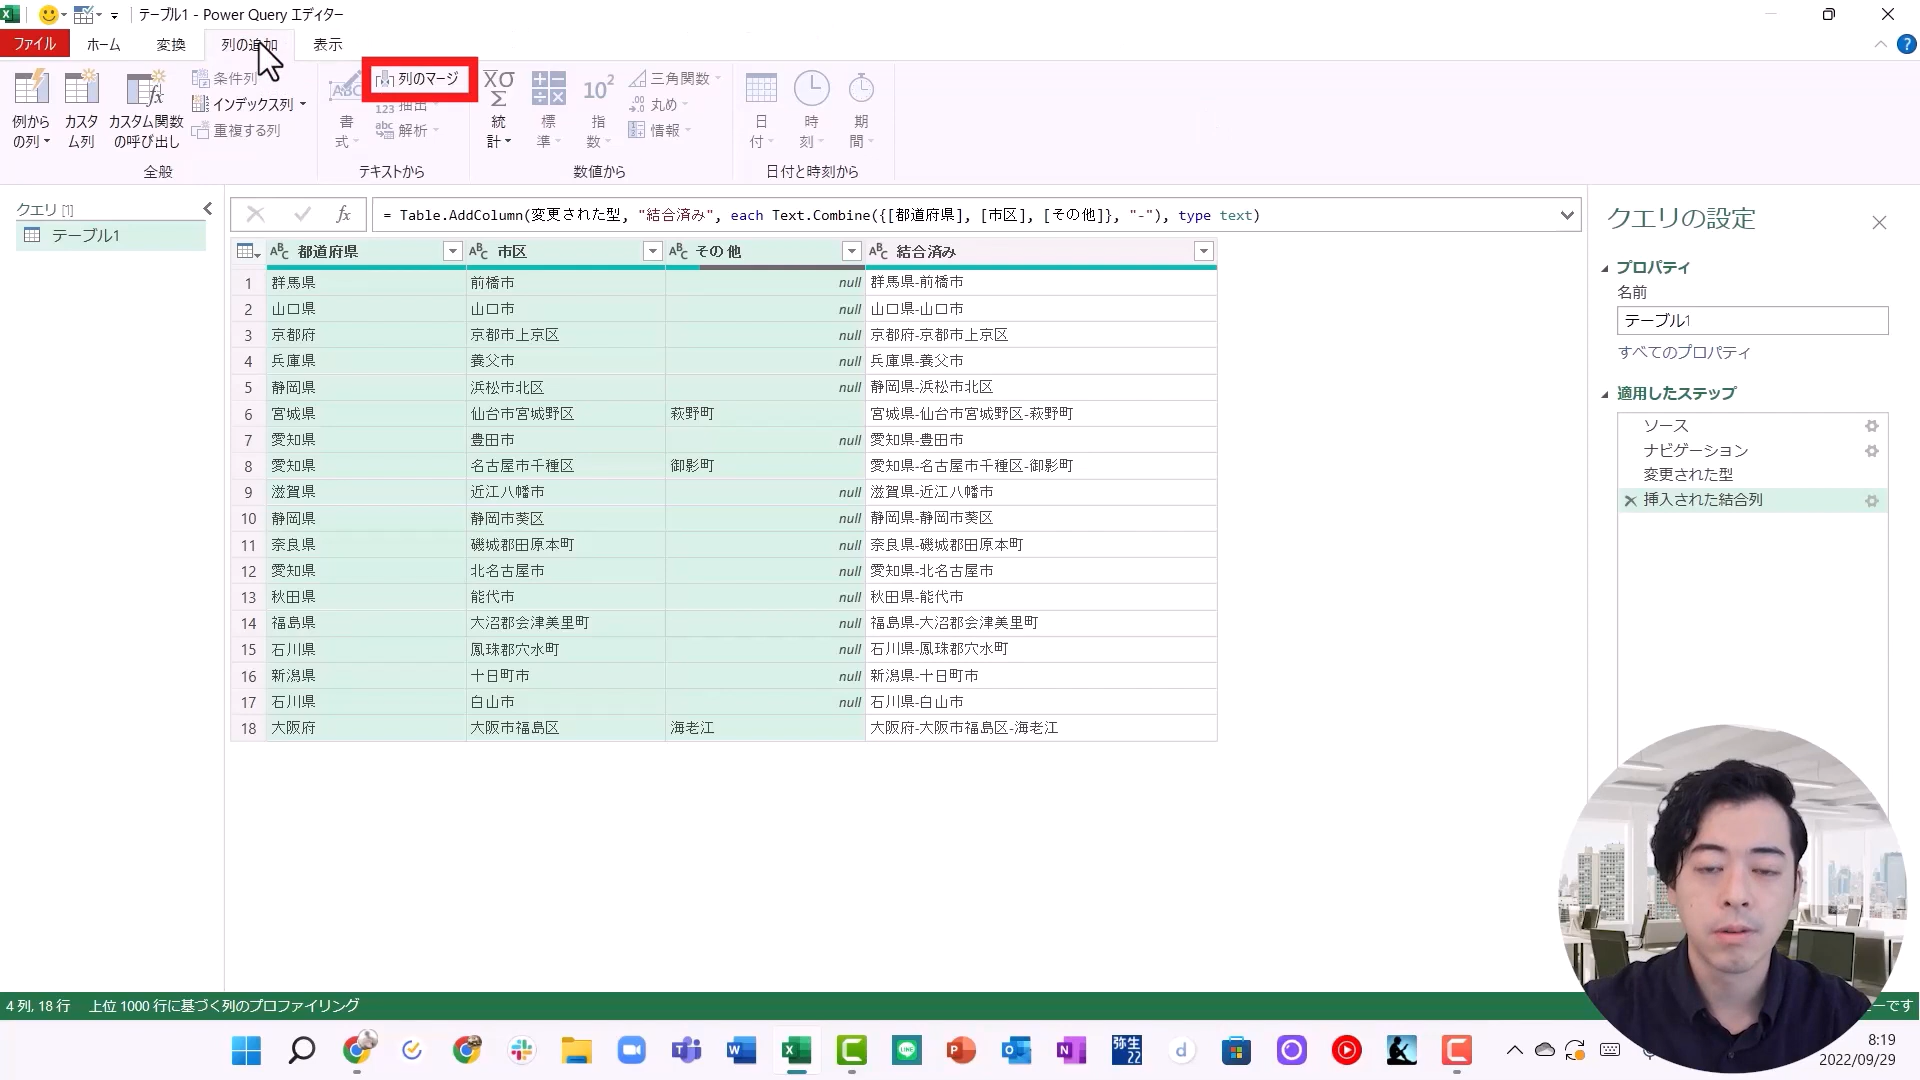 テーブル1 - Power Query エディター
ファイル ホーム 変換 列の追加 表示
例からの列 カスタム列 カスタム関数の呼び出し
条件列
インデックス列
重複する列
全般
書式
列のマージ
抽出
解析
テキストから
統計 標準 指数
三角関数
丸め
情報
数値から
日付 時刻 期間
日付と時刻から
クエリ [1]
テーブル1
= Table.AddColumn(変更された型, "結合済み", each Text.Combine({[都道府県], [市区], [その他]}, "-"), type text)
都道府県 市区 その他 結合済み
1 群馬県 前橋市 null 群馬県-前橋市
2 山口県 山口市 null 山口県-山口市
3 京都府 京都市上京区 null 京都府-京都市上京区
4 兵庫県 養父市 null 兵庫県-養父市
5 静岡県 浜松市北区 null 静岡県-浜松市北区
6 宮城県 仙台市宮城野区 萩野町 宮城県-仙台市宮城野区-萩野町
7 愛知県 豊田市 null 愛知県-豊田市
8 愛知県 名古屋市千種区 御影町 愛知県-名古屋市千種区-御影町
9 滋賀県 近江八幡市 null 滋賀県-近江八幡市
10 静岡県 静岡市葵区 null 静岡県-静岡市葵区
11 奈良県 磯城郡田原本町 null 奈良県-磯城郡田原本町
12 愛知県 北名古屋市 null 愛知県-北名古屋市
13 秋田県 能代市 null 秋田県-能代市
14 福島県 大沼郡会津美里町 null 福島県-大沼郡会津美里町
15 石川県 鳳珠郡穴水町 null 石川県-鳳珠郡穴水町
16 新潟県 十日町市 null 新潟県-十日町市
17 石川県 白山市 null 石川県-白山市
18 大阪府 大阪市福島区 海老江 大阪府-大阪市福島区-海老江
クエリの設定
プロパティ
名前
テーブル1
すべてのプロパティ
適用したステップ
ソース
ナビゲーション
変更された型
挿入された結合列
4 列, 18 行 上位 1000 行に基づく列のプロファイリング
ーです
弥生 22
8:19
2022/09/29